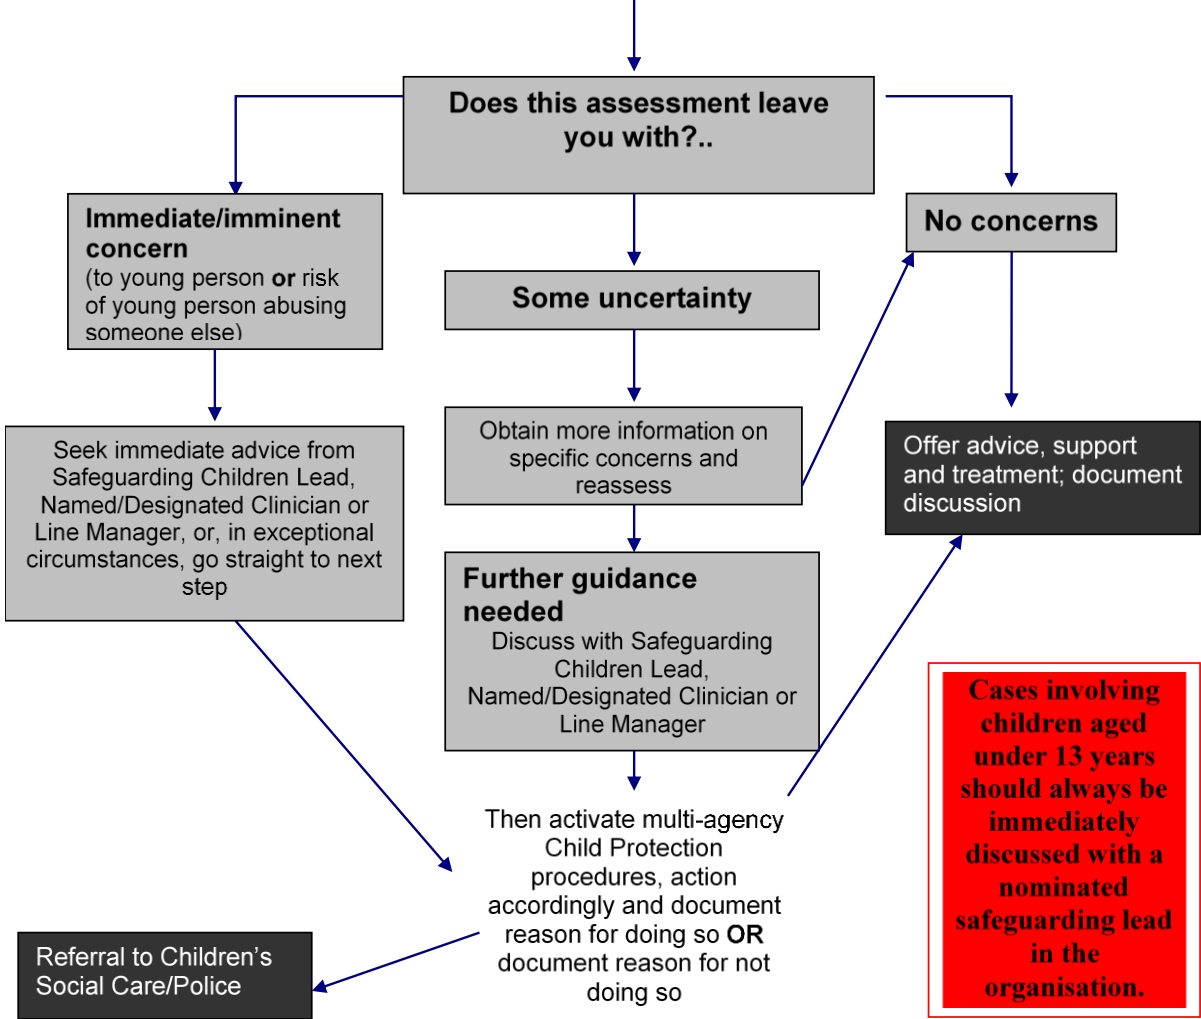 Does this assessment leave
you with?..
Immediate/imminent
concern
(to young person or risk
of young person abusing
someone else)
No concerns
Some uncertainty
Seek immediate advice from
Safeguarding Children Lead,
Named/Designated Clinician or
Line Manager, or, in exceptional
circumstances, go straight to next
step
Obtain more information on
specific concerns and
reassess
Offer advice, support
and treatment; document
discussion
Further guidance
needed
Discuss with Safeguarding
Children Lead,
Named/Designated Clinician or
Line Manager
Then activate multi-agency
Child Protection
procedures, action
accordingly and document
reason for doing so OR
document reason for not
doing so
Referral to Children’s
Social Care/Police
Cases involving
children aged
under 13 years
should always be
immediately
discussed with a
nominated
safeguarding lead
in the
organisation.